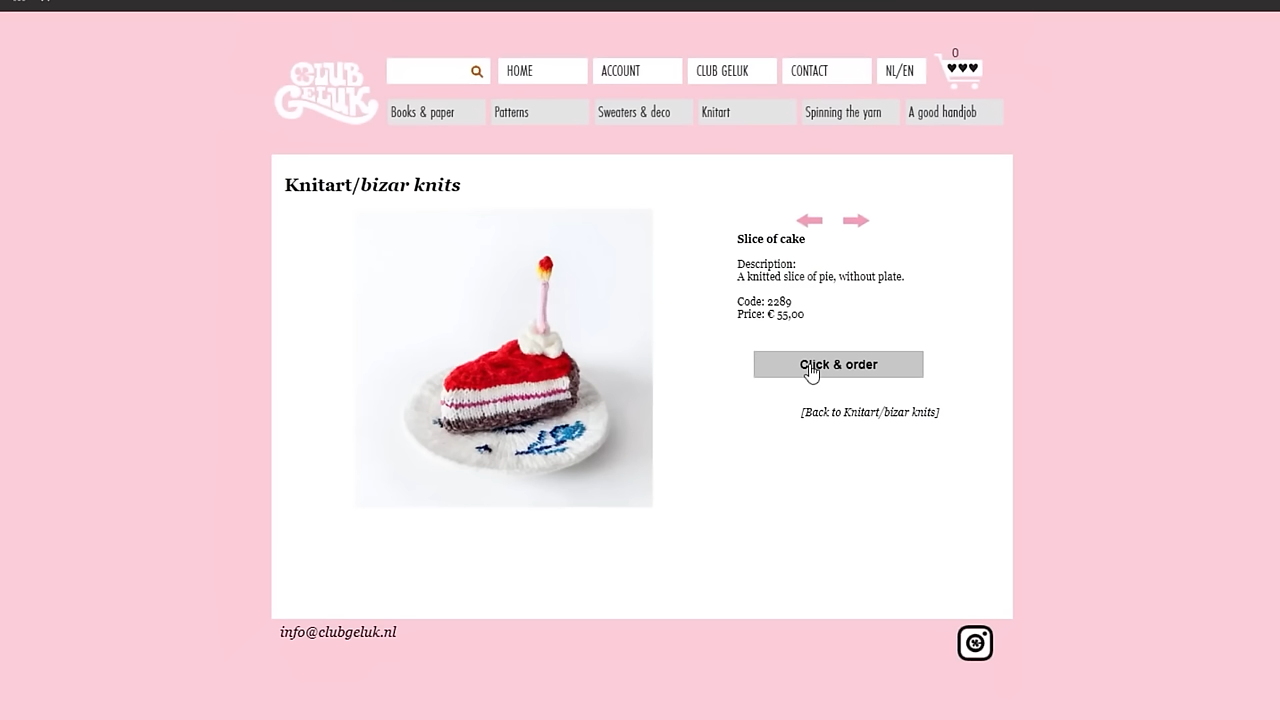 0
CLUB GELUK
HOME
ACCOUNT
CLUB GELUK
CONTACT
NL/EN
Books & paper
Patterns
Sweaters & deco
Knitart
Spinning the yarn
A good handjob
Knitart/bizar knits
Slice of cake
Description:
A knitted slice of pie, without plate.
Code: 2289
Price: € 55,00
Click & order
[Back to Knitart/bizar knits]
info@clubgeluk.nl